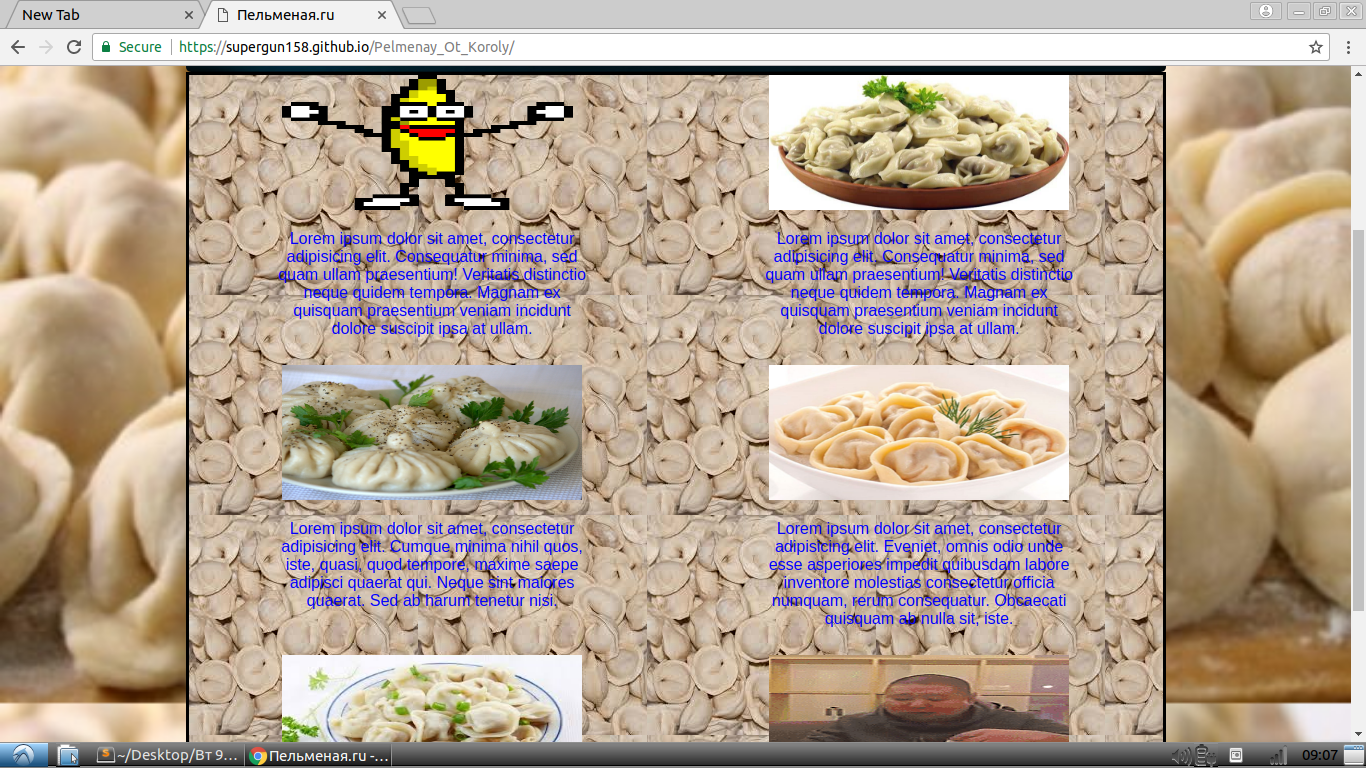 New Tab
Пельменая.ru
Secure
https://supergun158.github.io/Pelmenay_Ot_Koroly/
Lorem ipsum dolor sit amet, consectetur
adipisicing elit. Consequatur minima, sed
quam ullam praesentium! Veritatis distinctio
neque quidem tempora. Magnam ex
quisquam praesentium veniam incidunt
dolore suscipit ipsa at ullam.
Lorem ipsum dolor sit amet, consectetur
adipisicing elit. Consequatur minima, sed
quam ullam praesentium! Veritatis distinctio
neque quidem tempora. Magnam ex
quisquam praesentium veniam incidunt
dolore suscipit ipsa at ullam.
Lorem ipsum dolor sit amet, consectetur
adipisicing elit. Cumque minima nihil quos,
iste, quasi, quod tempore, maxime saepe
adipisci quaerat qui. Neque sint maiores
quaerat. Sed ab harum tenetur nisi.
Lorem ipsum dolor sit amet, consectetur
adipisicing elit. Eveniet, omnis odio unde
esse asperiores impedit quibusdam labore
inventore molestias consectetur officia
numquam, rerum consequatur. Obcaecati
quisquam ab nulla sit, iste.
~/Desktop/Вт 9...
Пельменая.ru -...
09:07